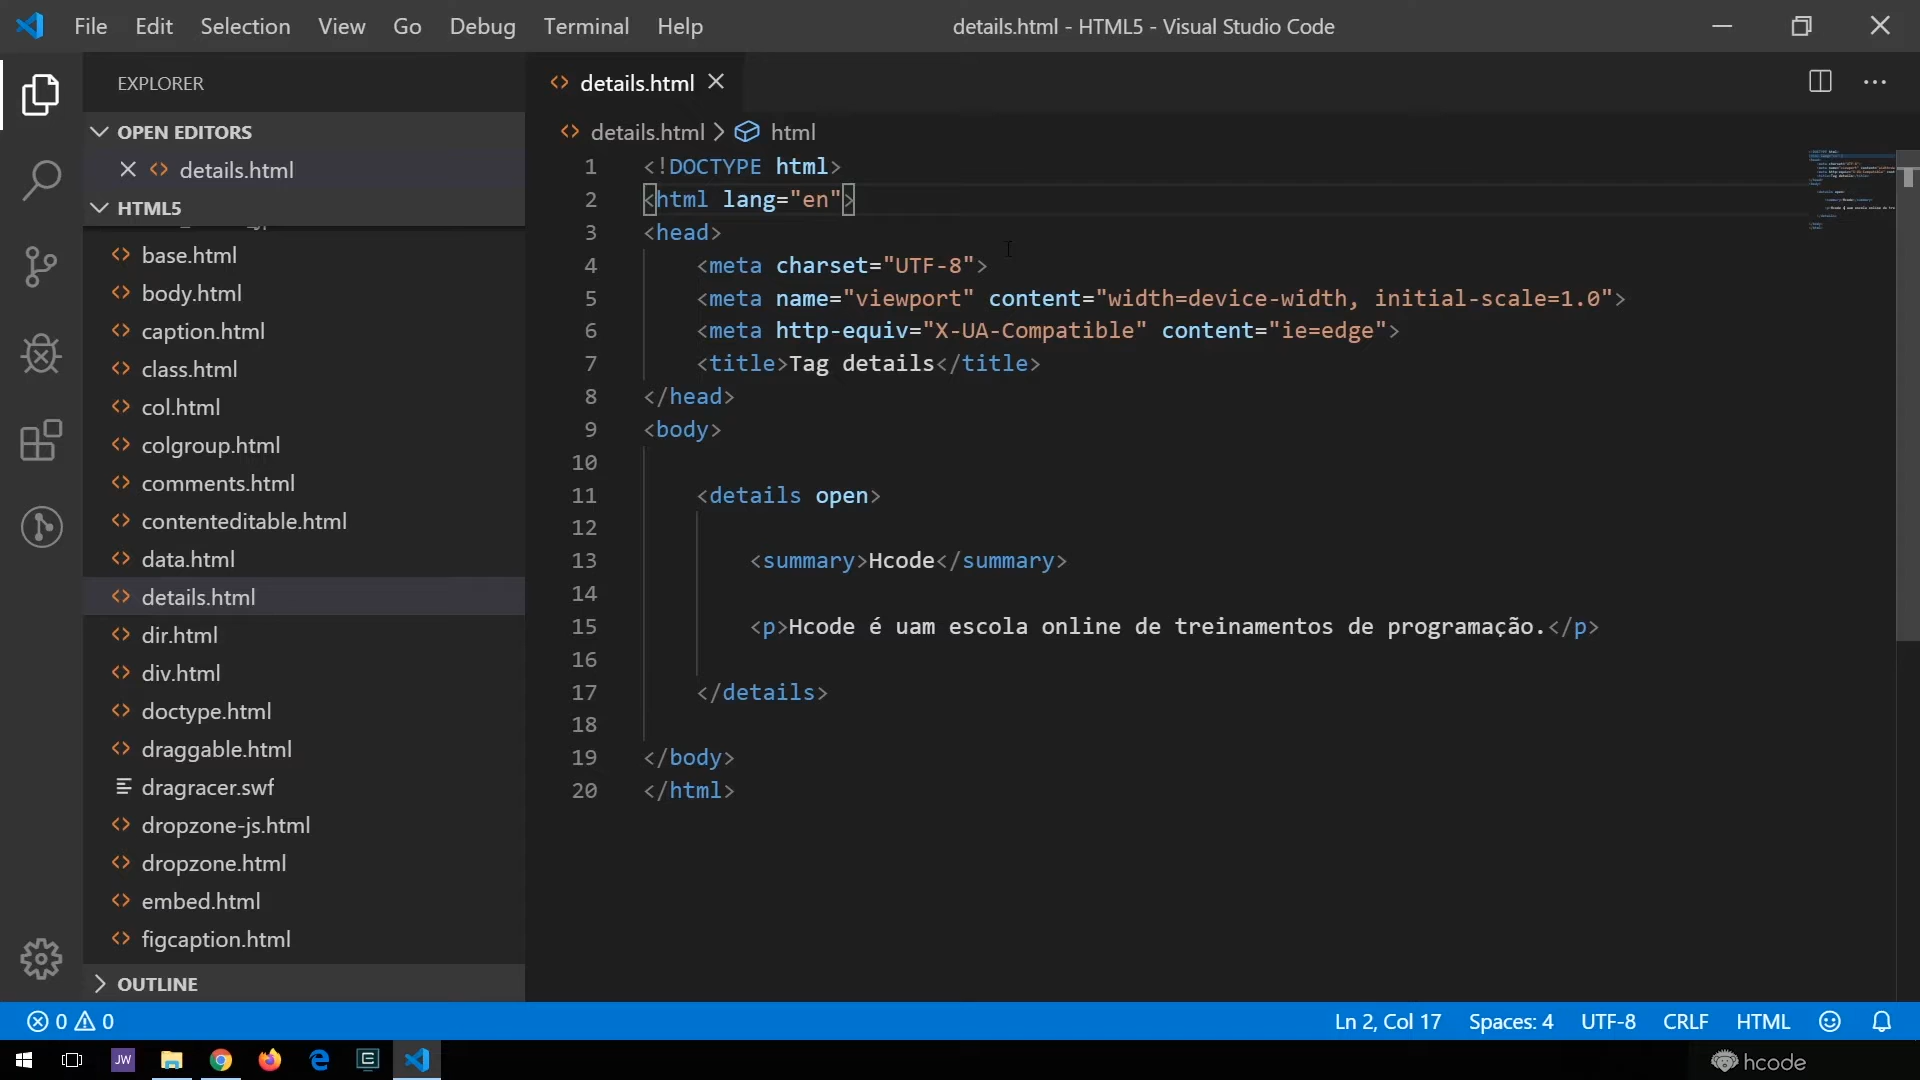 File Edit Selection View Go Debug Terminal Help details.html - HTML5 - Visual Studio Code
EXPLORER
OPEN EDITORS
details.html
HTML5
base.html
body.html
caption.html
class.html
col.html
colgroup.html
comments.html
contenteditable.html
data.html
details.html
dir.html
div.html
doctype.html
draggable.html
dragracer.swf
dropzone-js.html
dropzone.html
embed.html
figcaption.html
OUTLINE
details.html
details.html > html
1 <!DOCTYPE html>
2 <html lang="en">
3 <head>
4 <meta charset="UTF-8">
5 <meta name="viewport" content="width=device-width, initial-scale=1.0">
6 <meta http-equiv="X-UA-Compatible" content="ie=edge">
7 <title>Tag details</title>
8 </head>
9 <body>
10
11 <details open>
12
13 <summary>Hcode</summary>
14
15 <p>Hcode é uam escola online de treinamentos de programação.</p>
16
17 </details>
18
19 </body>
20 </html>
0 0 Ln 2, Col 17 Spaces: 4 UTF-8 CRLF HTML
JW
hcode